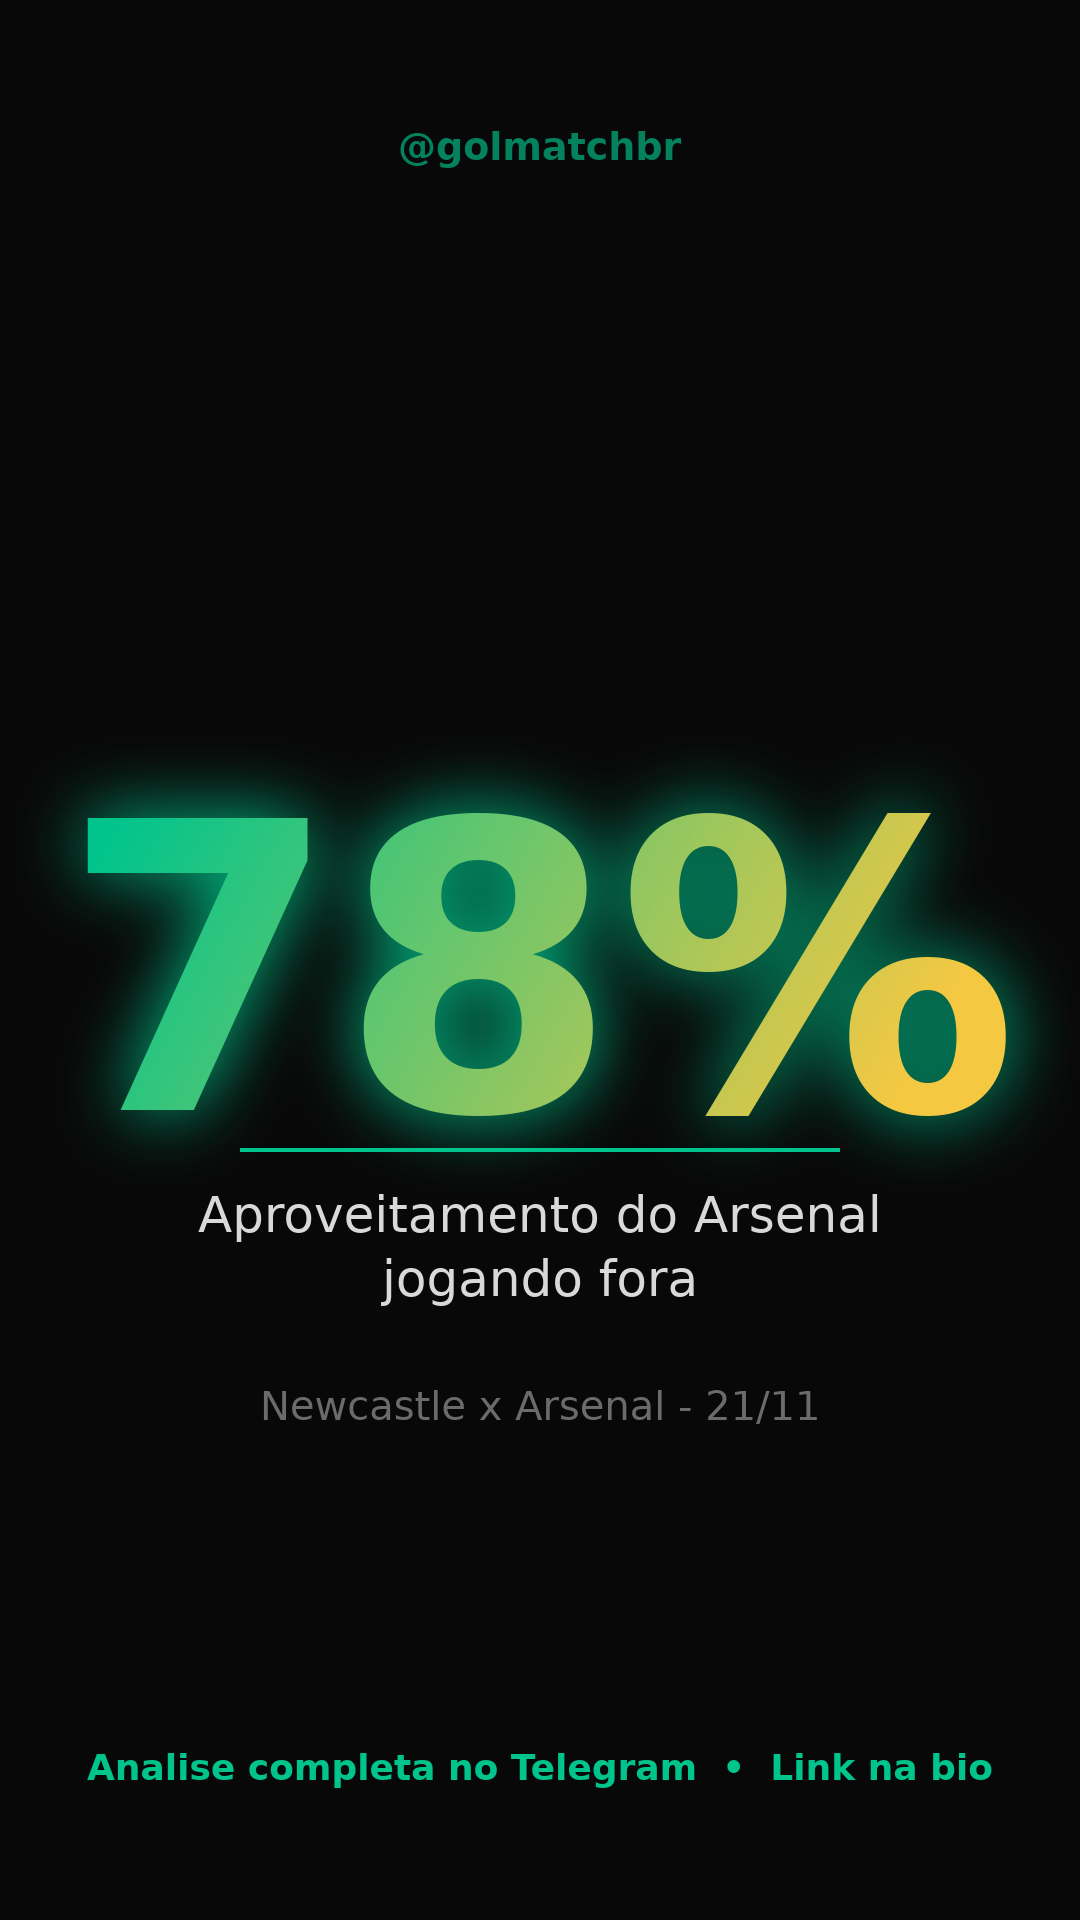 @golmatchbr
78%
Aproveitamento do Arsenal
jogando fora
Newcastle x Arsenal - 21/11
Analise completa no Telegram • Link na bio